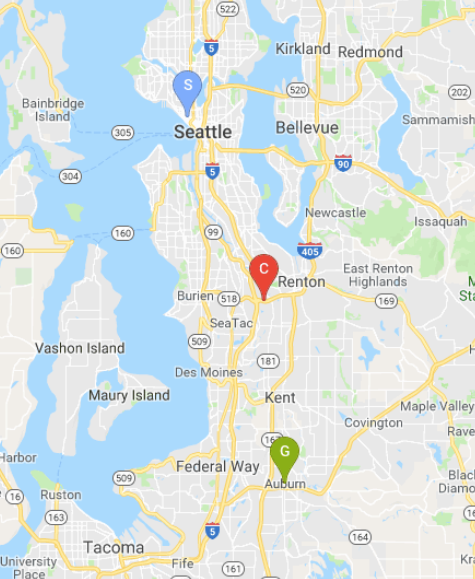 522
5
Kirkland
Redmond
S
520
202
Bainbridge
Island
305
Seattle
Bellevue
Sammamish
304
5
90
Newcastle
160
99
405
Issaquah
160
C
Renton
East Renton
Highlands
Burien
518
169
SeaTac
509
Vashon Island
181
Des Moines
Maury Island
Kent
Maple Valley
Covington
Harbor
G
Federal Way
509
Auburn
16
Ruston
163
5
164
Tacoma
University
Place
Fife
161